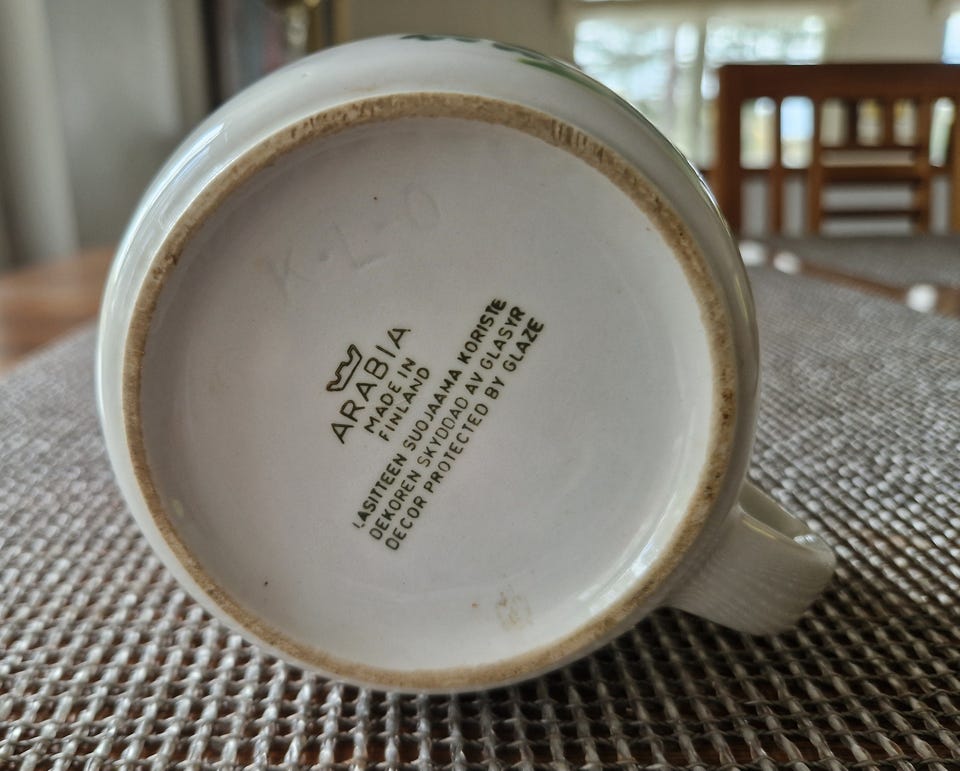 K-L-O
ARABIA
MADE IN
FINLAND
LASITTEEN SUOJAAMA KORISTE
DEKOREN SKYDDAD AV GLASYR
DECOR PROTECTED BY GLAZE